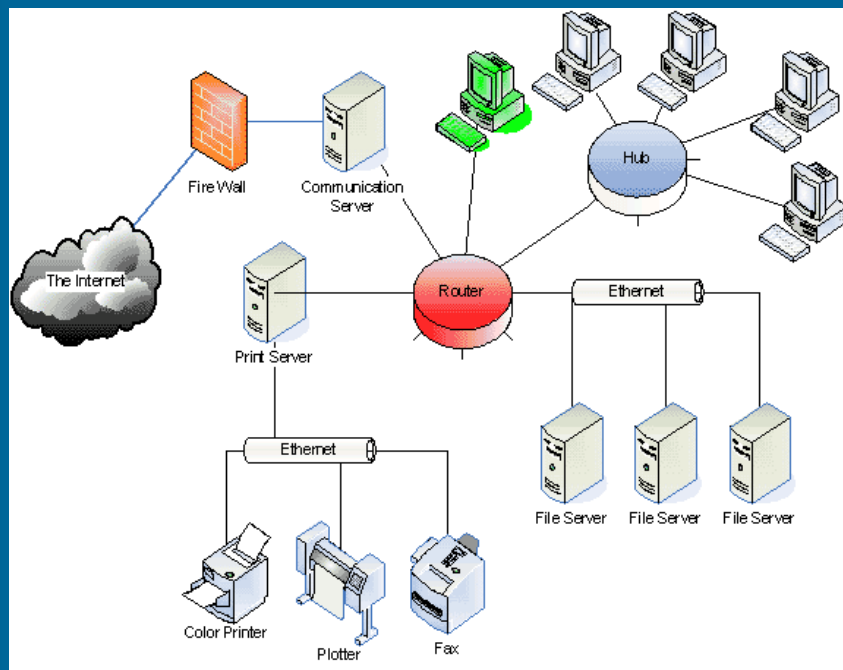 Hub
Fire Wall
Communication
Server
The Internet
Router
Ethernet
Print Server
Ethernet
File Server
File Server
File Server
Color Printer
Plotter
Fax